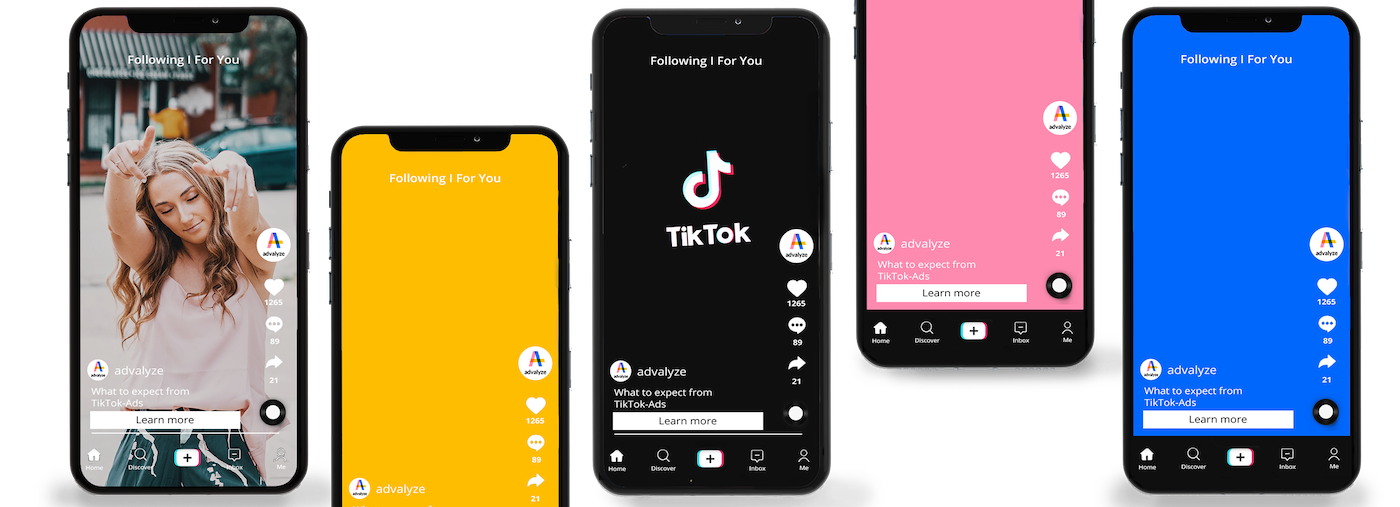 Following I For You
advalyze
1265
89
21
advalyze
What to expect from
TikTok-Ads
Learn more
Home
Discover
Inbox
Me
Following I For You
advalyze
1265
89
21
advalyze
Following I For You
TikTok
advalyze
1265
89
21
advalyze
What to expect from
TikTok-Ads
Learn more
Home
Discover
Inbox
Me
advalyze
1265
89
21
advalyze
What to expect from
TikTok-Ads
Learn more
Home
Discover
Inbox
Me
Following I For You
advalyze
1265
89
21
advalyze
What to expect from
TikTok-Ads
Learn more
Home
Discover
Inbox
Me